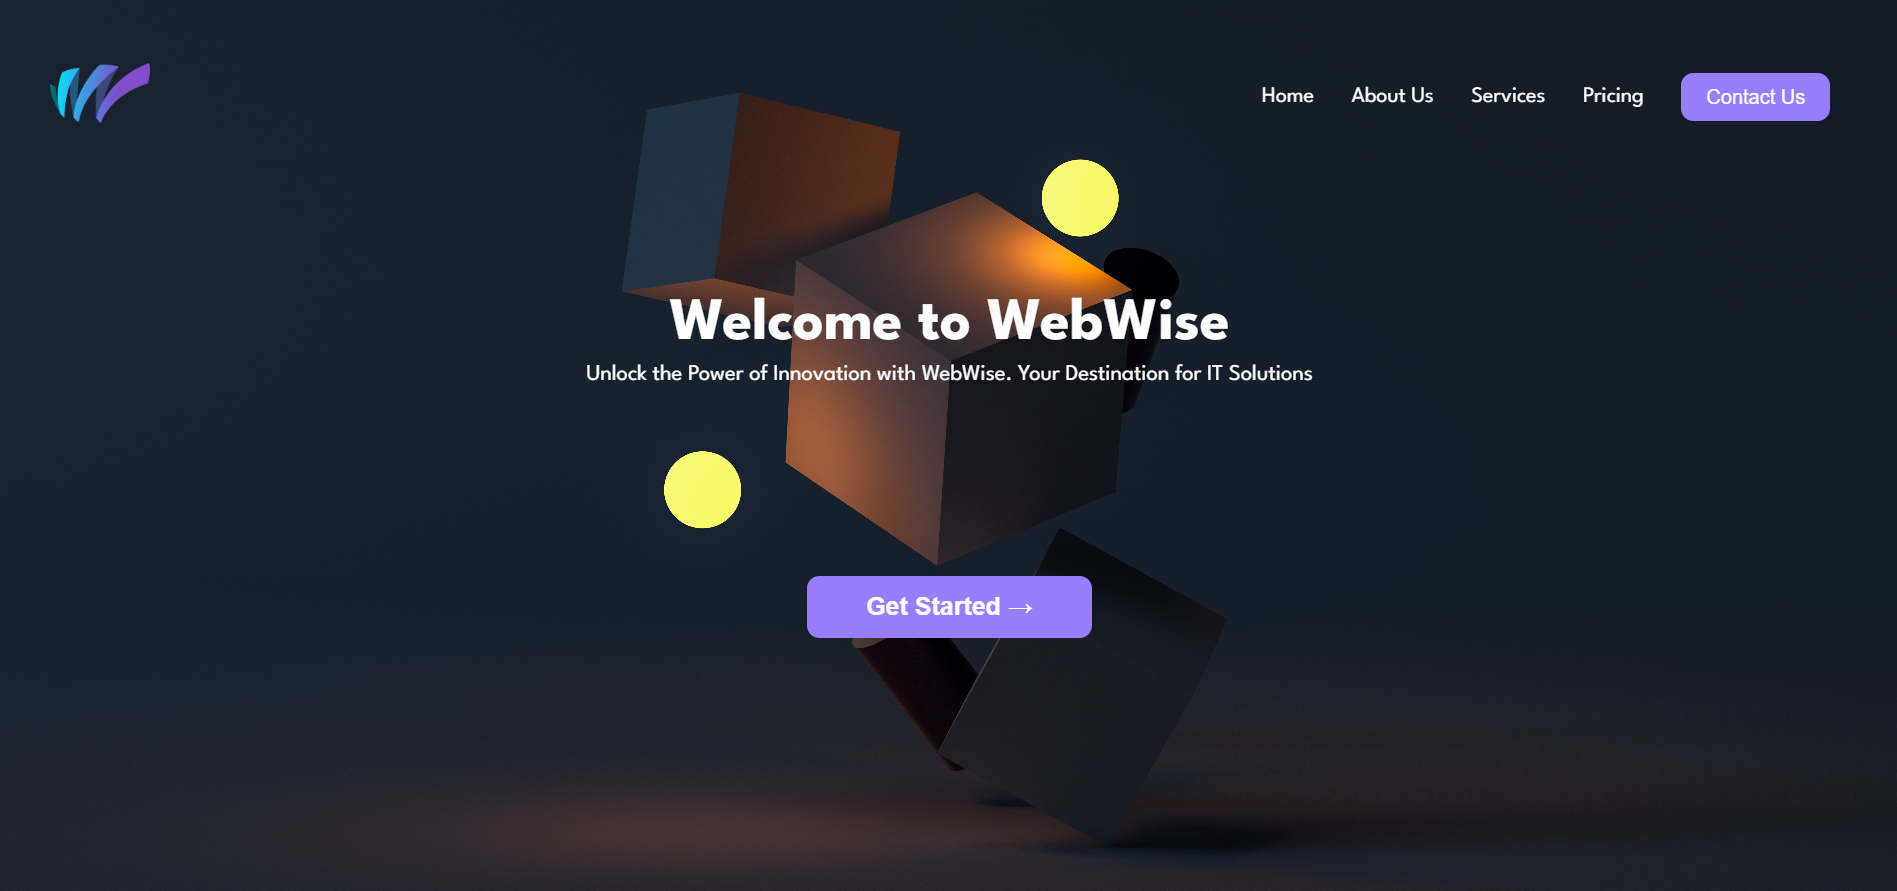 Home
About Us
Services
Pricing
Contact Us
Welcome to WebWise
Unlock the Power of Innovation with WebWise. Your Destination for IT Solutions
Get Started →